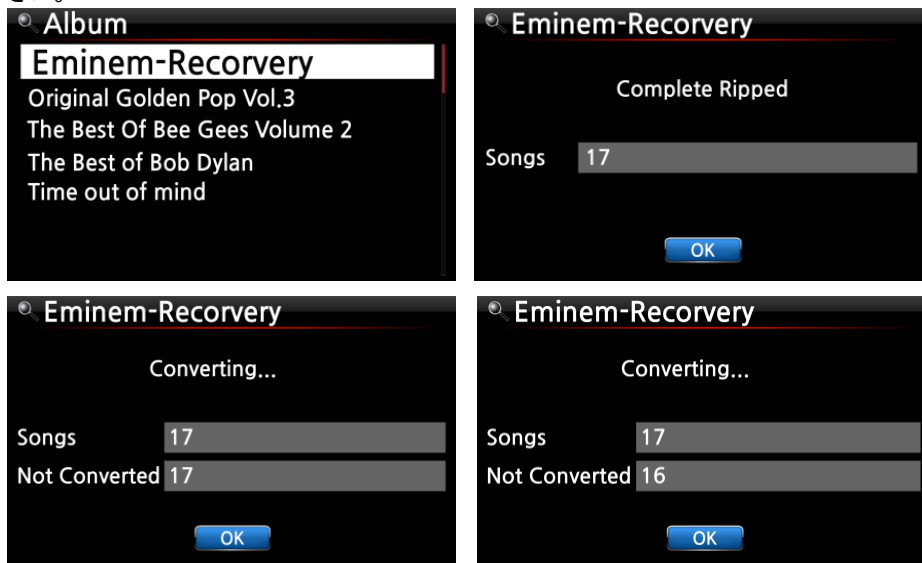 Album
Eminem-Recorvery
Original Golden Pop Vol.3
The Best Of Bee Gees Volume 2
The Best of Bob Dylan
Time out of mind
Eminem-Recorvery
Complete Ripped
Songs 17
OK
Eminem-Recorvery
Converting...
Songs 17
Not Converted 17
OK
Eminem-Recorvery
Converting...
Songs 17
Not Converted 16
OK